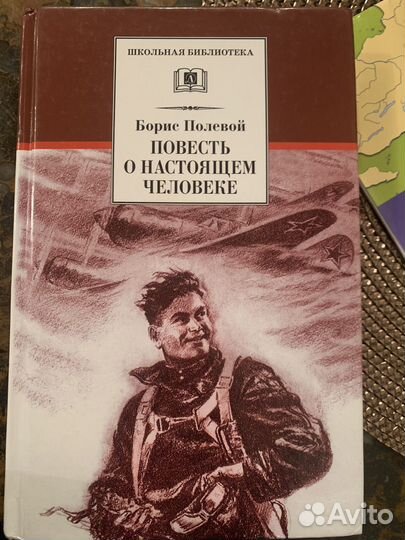 ШКОЛЬНАЯ БИБЛИОТЕКА
Борис Полевой
ПОВЕСТЬ
О НАСТОЯЩЕМ
ЧЕЛОВЕКЕ
Avito